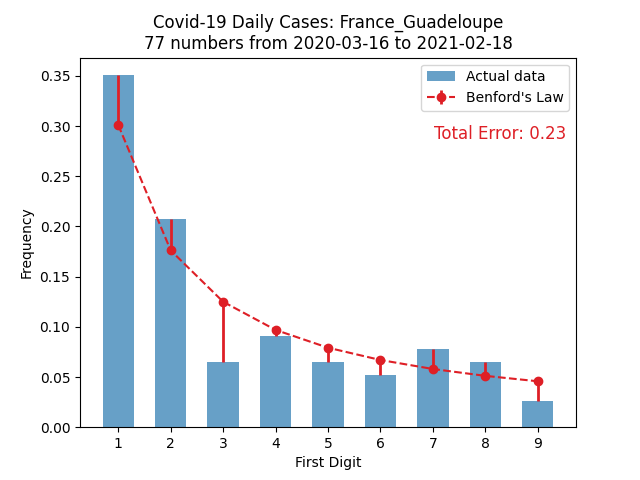 Covid-19 Daily Cases: France_Guadeloupe
77 numbers from 2020-03-16 to 2021-02-18
Actual data
Benford's Law
Total Error: 0.23
Frequency
0.35
0.30
0.25
0.20
0.15
0.10
0.05
0.00
1 2 3 4 5 6 7 8 9
First Digit